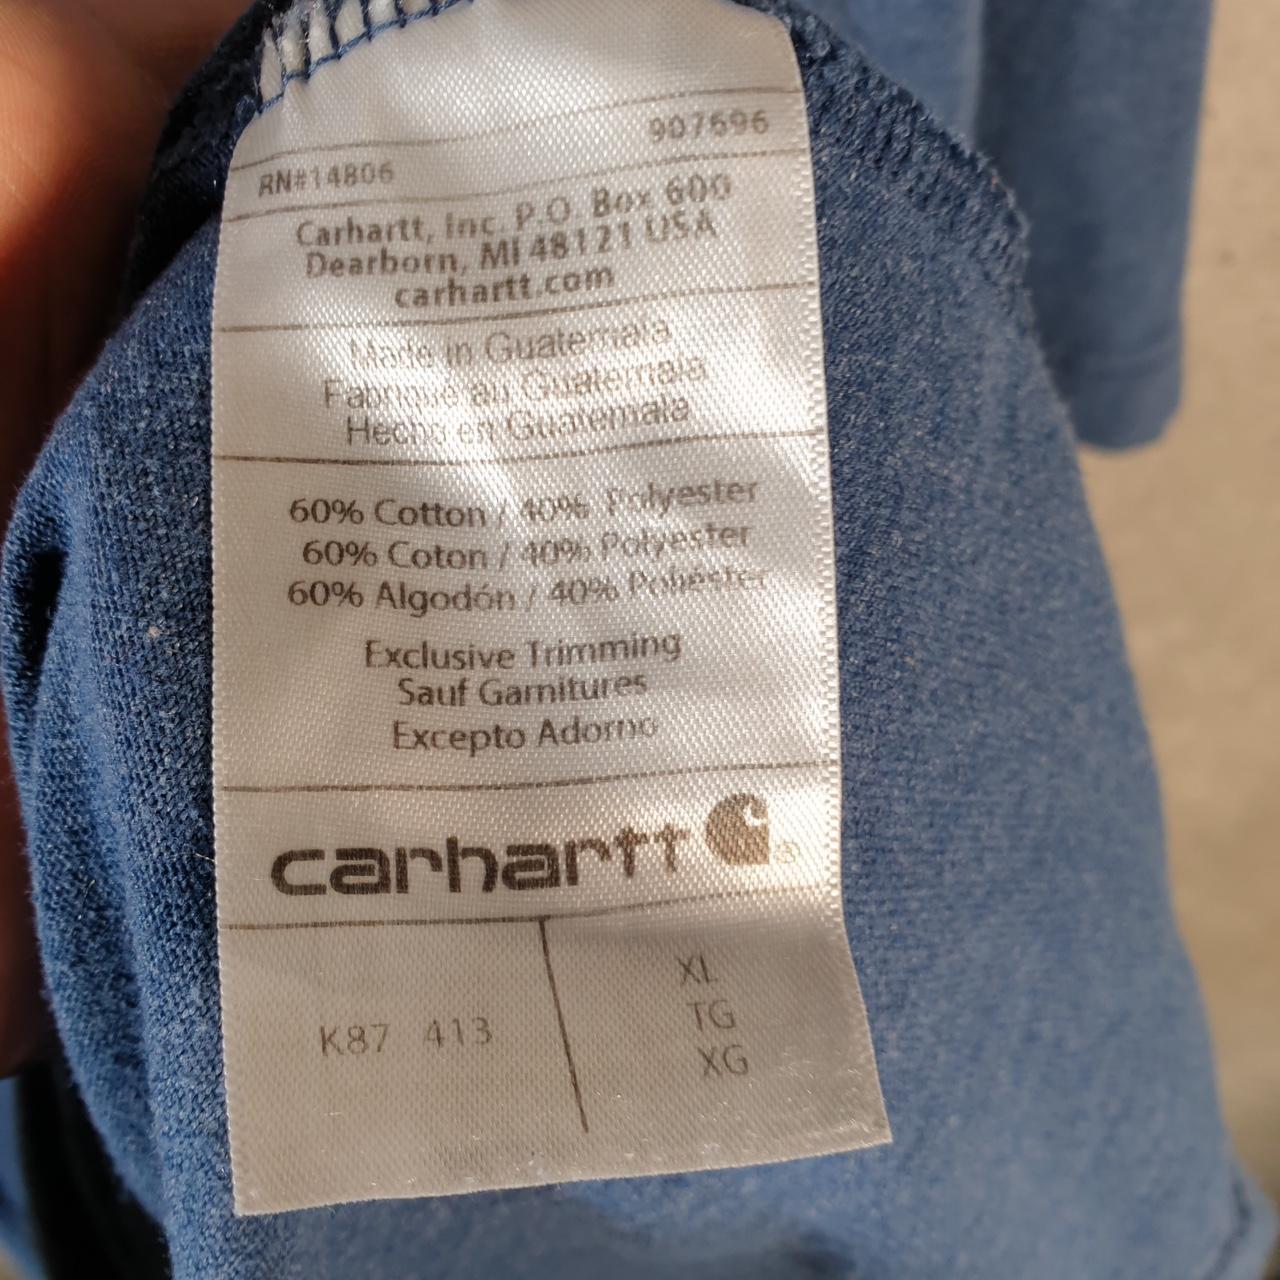 907696
RN#14806
Carhartt, Inc. P.O. Box 600
Dearborn, MI 48121 USA
carhartt.com
Made in Guatemala
Fabriqué au Guatemala
Hecho en Guatemala
60% Cotton / 40% Polyester
60% Coton / 40% Polyester
60% Algodón / 40% Poliéster
Exclusive Trimming
Sauf Garnitures
Excepto Adorno
carhartt ®
K87 413
XL
TG
XG